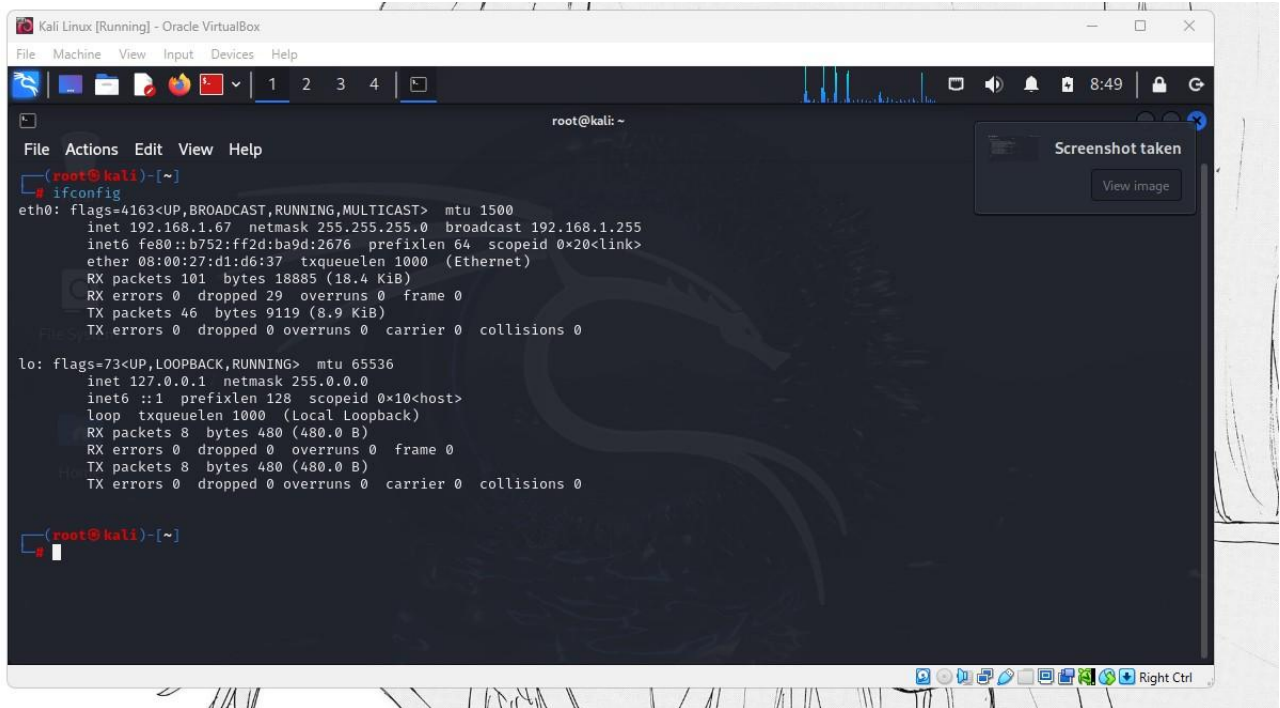 Kali Linux [Running] - Oracle VirtualBox
File Machine View Input Devices Help
1 2 3 4 8:49
root@kali: ~
Screenshot taken
View image
File Actions Edit View Help
┌──(root㉿kali)-[~]
└─# ifconfig
eth0: flags=4163<UP,BROADCAST,RUNNING,MULTICAST>  mtu 1500
        inet 192.168.1.67  netmask 255.255.255.0  broadcast 192.168.1.255
        inet6 fe80::b752:ff2d:ba9d:2676  prefixlen 64  scopeid 0×20<link>
        ether 08:00:27:d1:d6:37  txqueuelen 1000  (Ethernet)
        RX packets 101  bytes 18885 (18.4 KiB)
        RX errors 0  dropped 29  overruns 0  frame 0
        TX packets 46  bytes 9119 (8.9 KiB)
        TX errors 0  dropped 0 overruns 0  carrier 0  collisions 0
lo: flags=73<UP,LOOPBACK,RUNNING>  mtu 65536
        inet 127.0.0.1  netmask 255.0.0.0
        inet6 ::1  prefixlen 128  scopeid 0×10<host>
        loop  txqueuelen 1000  (Local Loopback)
        RX packets 8  bytes 480 (480.0 B)
        RX errors 0  dropped 0  overruns 0  frame 0
        TX packets 8  bytes 480 (480.0 B)
        TX errors 0  dropped 0 overruns 0  carrier 0  collisions 0
┌──(root㉿kali)-[~]
└─#
Right Ctrl